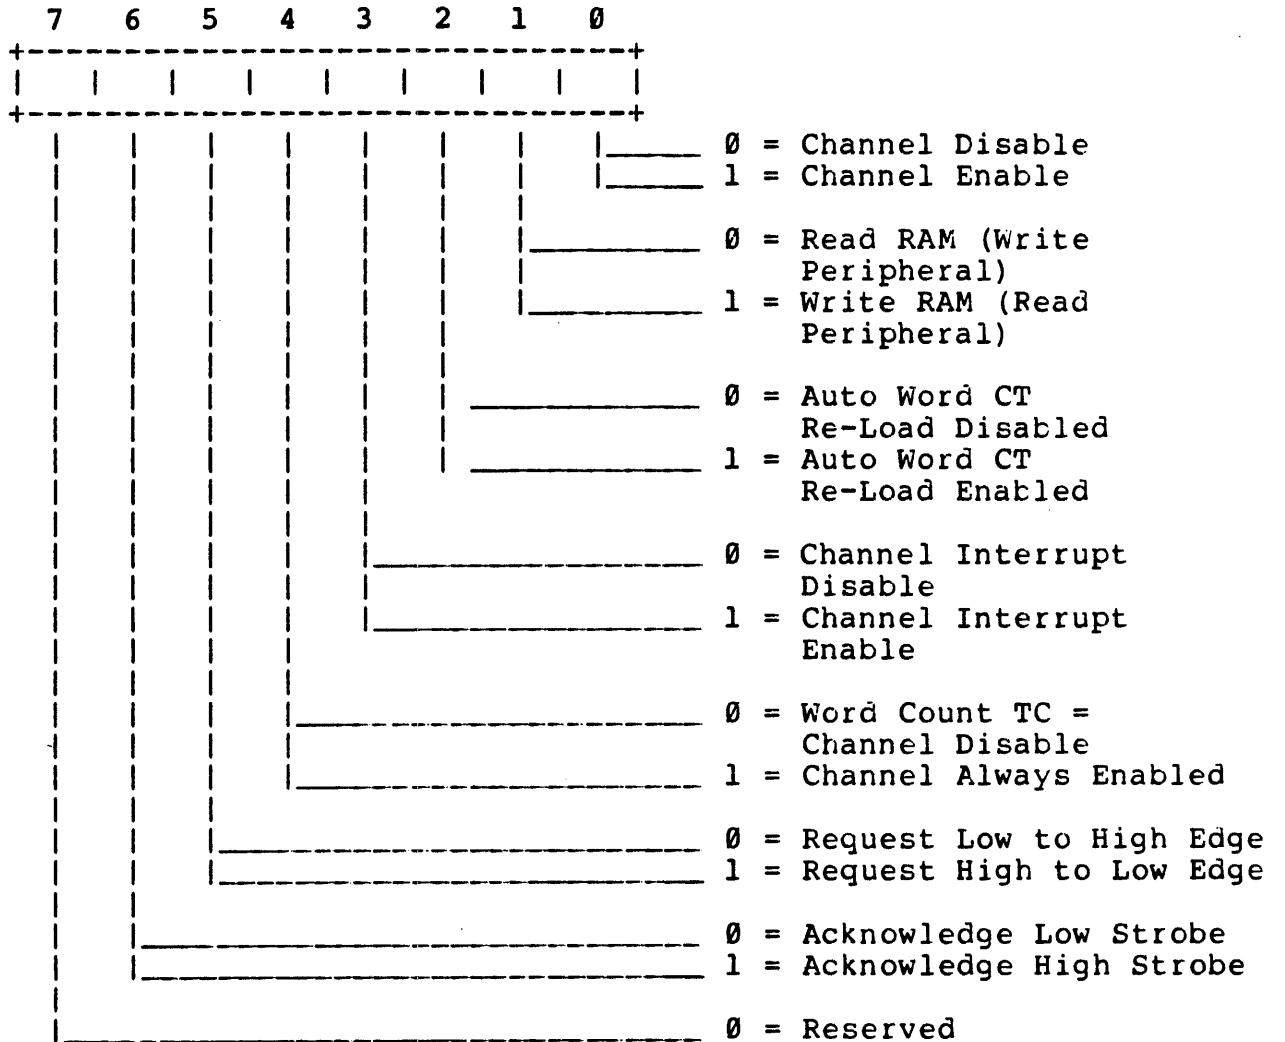 7 6 5 4 3 2 1 0
0 = Channel Disable
1 = Channel Enable
0 = Read RAM (Write
Peripheral)
1 = Write RAM (Read
Peripheral)
0 = Auto Word CT
Re-Load Disabled
1 = Auto Word CT
Re-Load Enabled
0 = Channel Interrupt
Disable
1 = Channel Interrupt
Enable
0 = Word Count TC =
Channel Disable
1 = Channel Always Enabled
0 = Request Low to High Edge
1 = Request High to Low Edge
0 = Acknowledge Low Strobe
1 = Acknowledge High Strobe
0 = Reserved